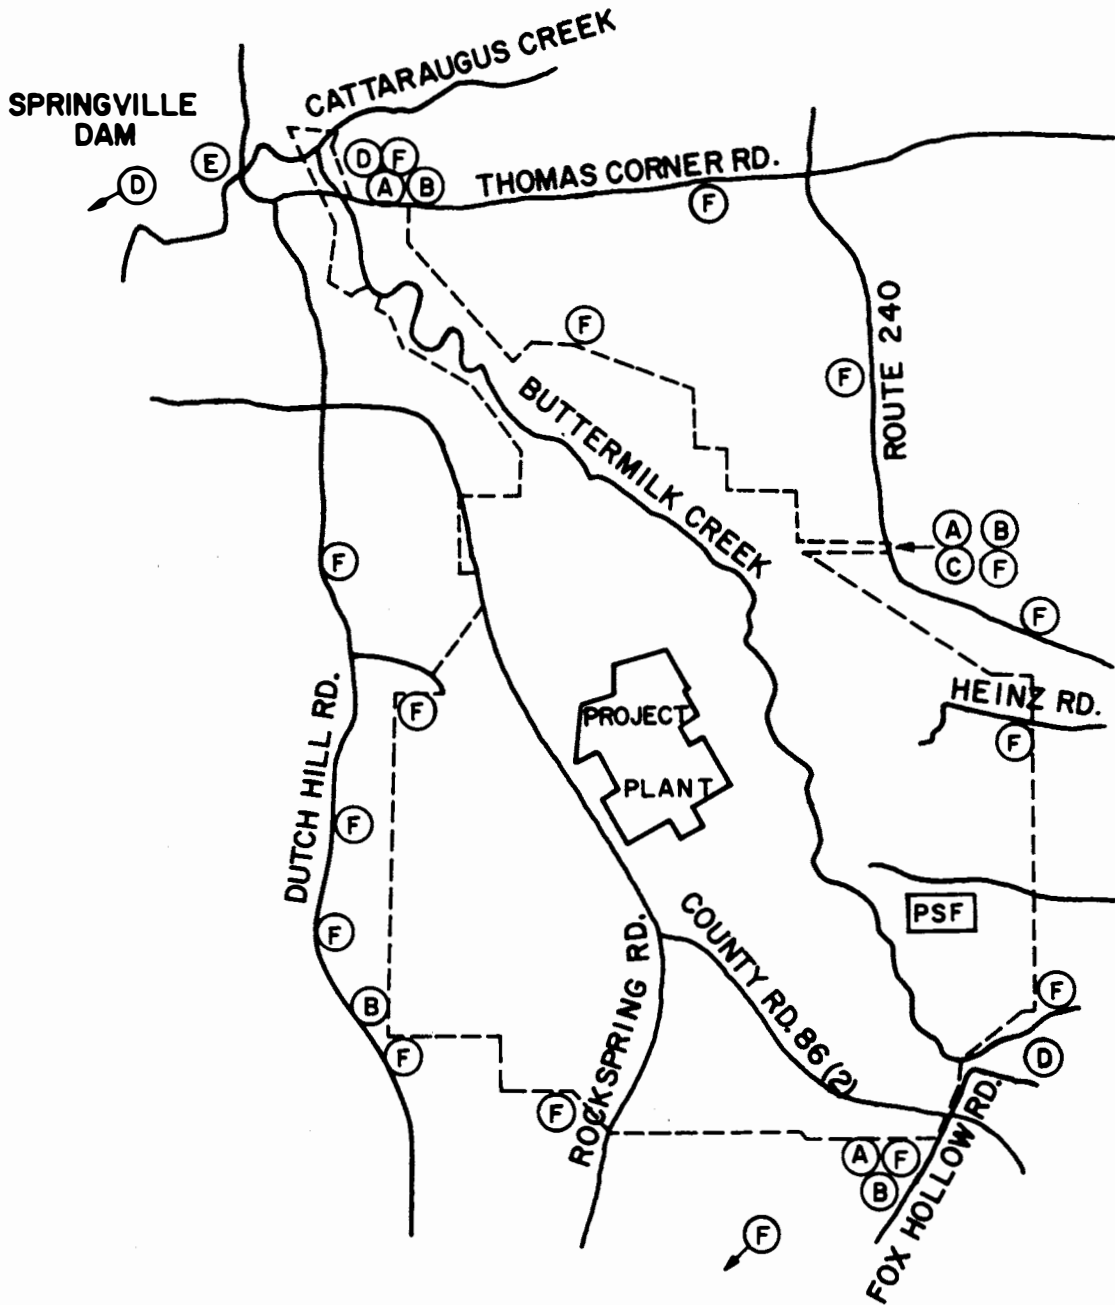 CATTARAUGUS CREEK
SPRINGVILLE
DAM
E
D
D F
A B
THOMAS CORNER RD.
F
F
ROUTE 240
F
BUTTERMILK CREEK
A B
C F
F
F
HEINZ RD.
F
PROJECT
PLANT
F
DUTCH HILL RD.
F
F
PSF
COUNTY RD. 86 (2)
ROCKSPRING RD.
B
F
F
F
D
A F
B
FOX HOLLOW RD.
F